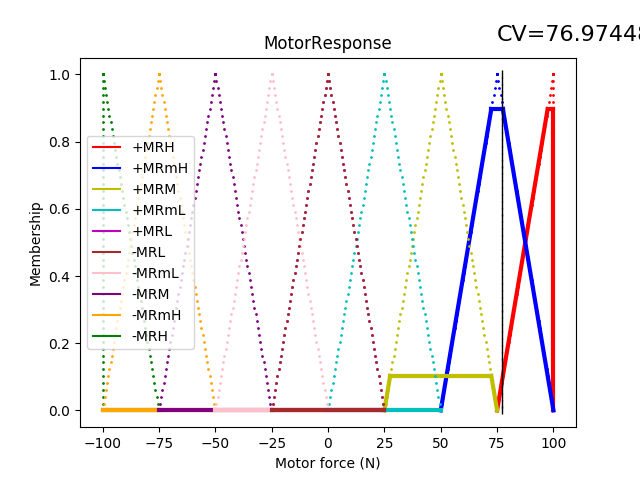 CV=76.97448
MotorResponse
Membership
1.0
0.8
0.6
0.4
0.2
0.0
+MRH
+MRmH
+MRM
+MRmL
+MRL
-MRL
-MRmL
-MRM
-MRmH
-MRH
−100 −75 −50 −25 0 25 50 75 100
Motor force (N)